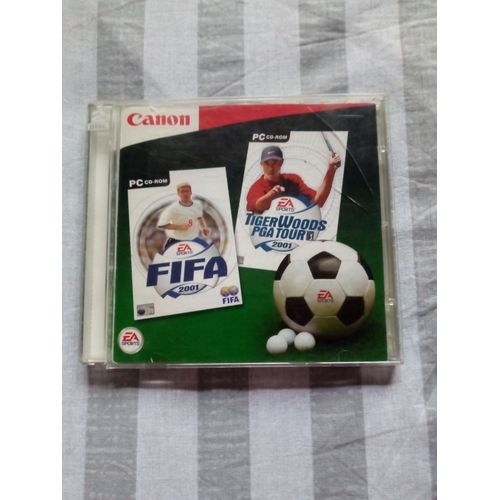 Canon
PC CD-ROM
EA
SPORTS
FIFA
2001
FIFA
PC CD-ROM
EA
SPORTS
TIGER WOODS
PGA TOUR
2001
EA
SPORTS
EA
SPORTS